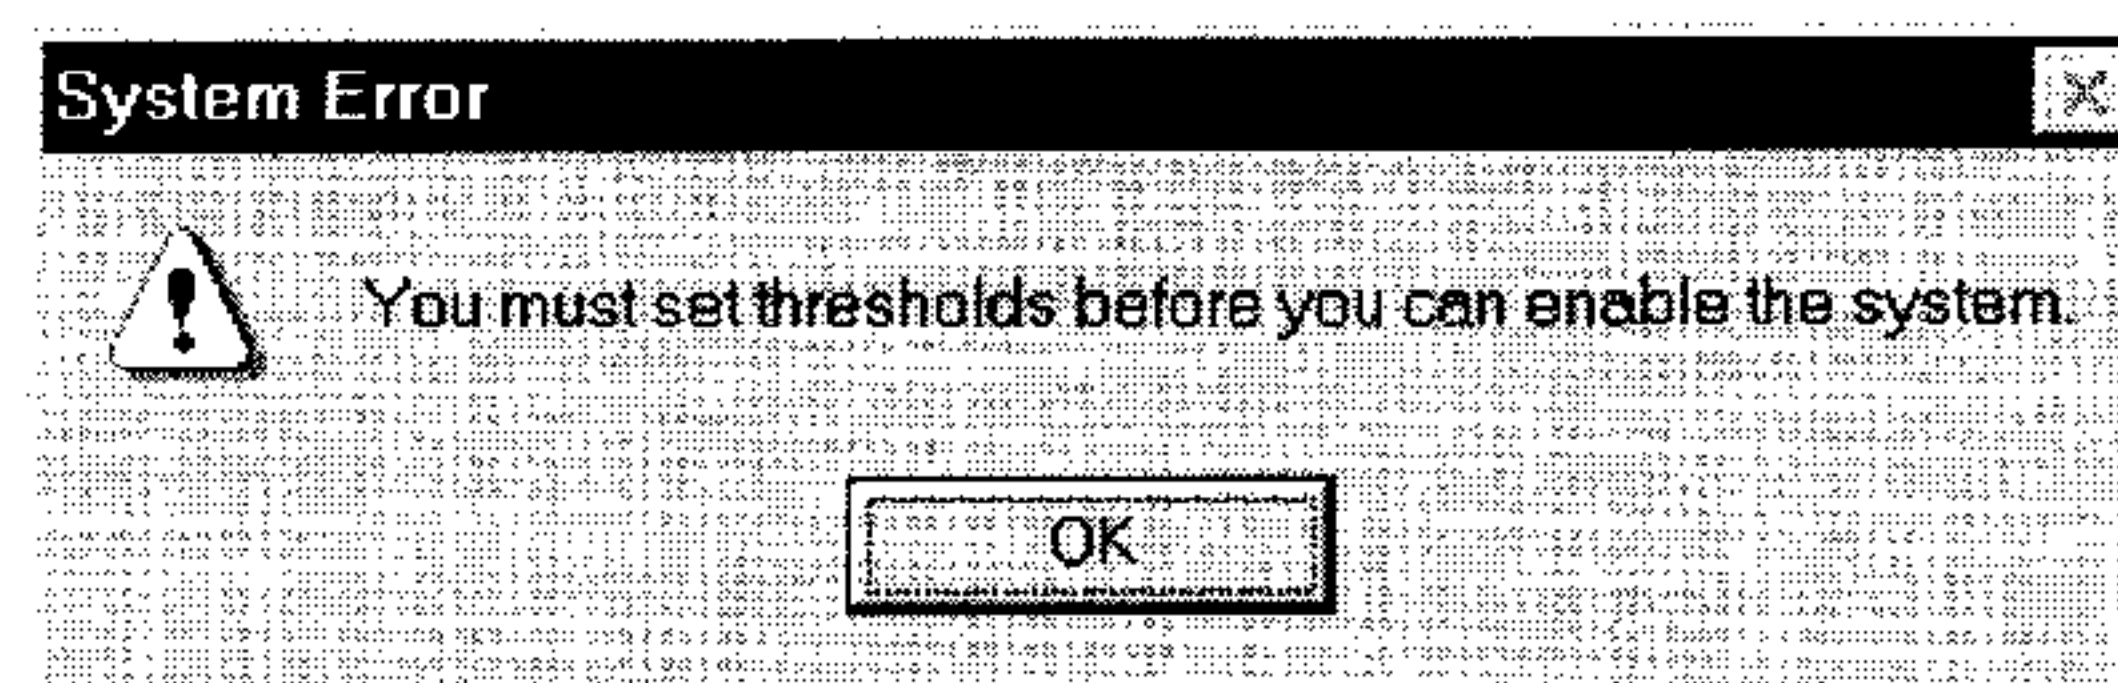 System Error
You must set thresholds before you can enable the system.
OK